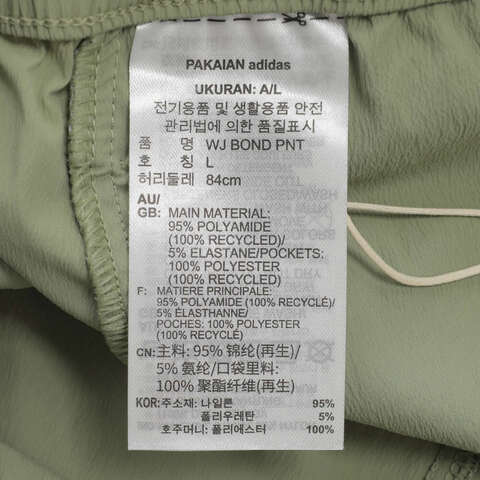 PAKAIAN adidas
UKURAN: A/L
전기용품 및 생활용품 안전
관리법에 의한 품질표시
품 명 WJ BOND PNT
호 칭 L
허리둘레 84cm
AU/
GB: MAIN MATERIAL:
95% POLYAMIDE
(100% RECYCLED)/
5% ELASTANE/POCKETS:
100% POLYESTER
(100% RECYCLED)
F: MATIERE PRINCIPALE:
95% POLYAMIDE (100% RECYCLÉ)/
5% ÉLASTHANNE/
POCHES: 100% POLYESTER
(100% RECYCLÉ)
CN: 主料: 95% 锦纶(再生)/
5% 氨纶/口袋里料:
100% 聚酯纤维(再生)
KOR: 주소재: 나일론 95%
폴리우레탄 5%
호주머니: 폴리에스터 100%